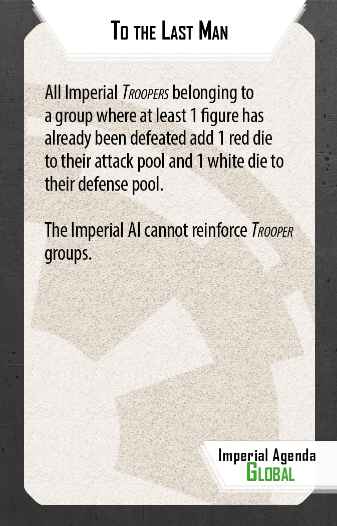 To the Last Man
All Imperial Troopers belonging to
a group where at least 1 figure has
already been defeated add 1 red die
to their attack pool and 1 white die to
their defense pool.
The Imperial AI cannot reinforce Trooper
groups.
Imperial Agenda
Global